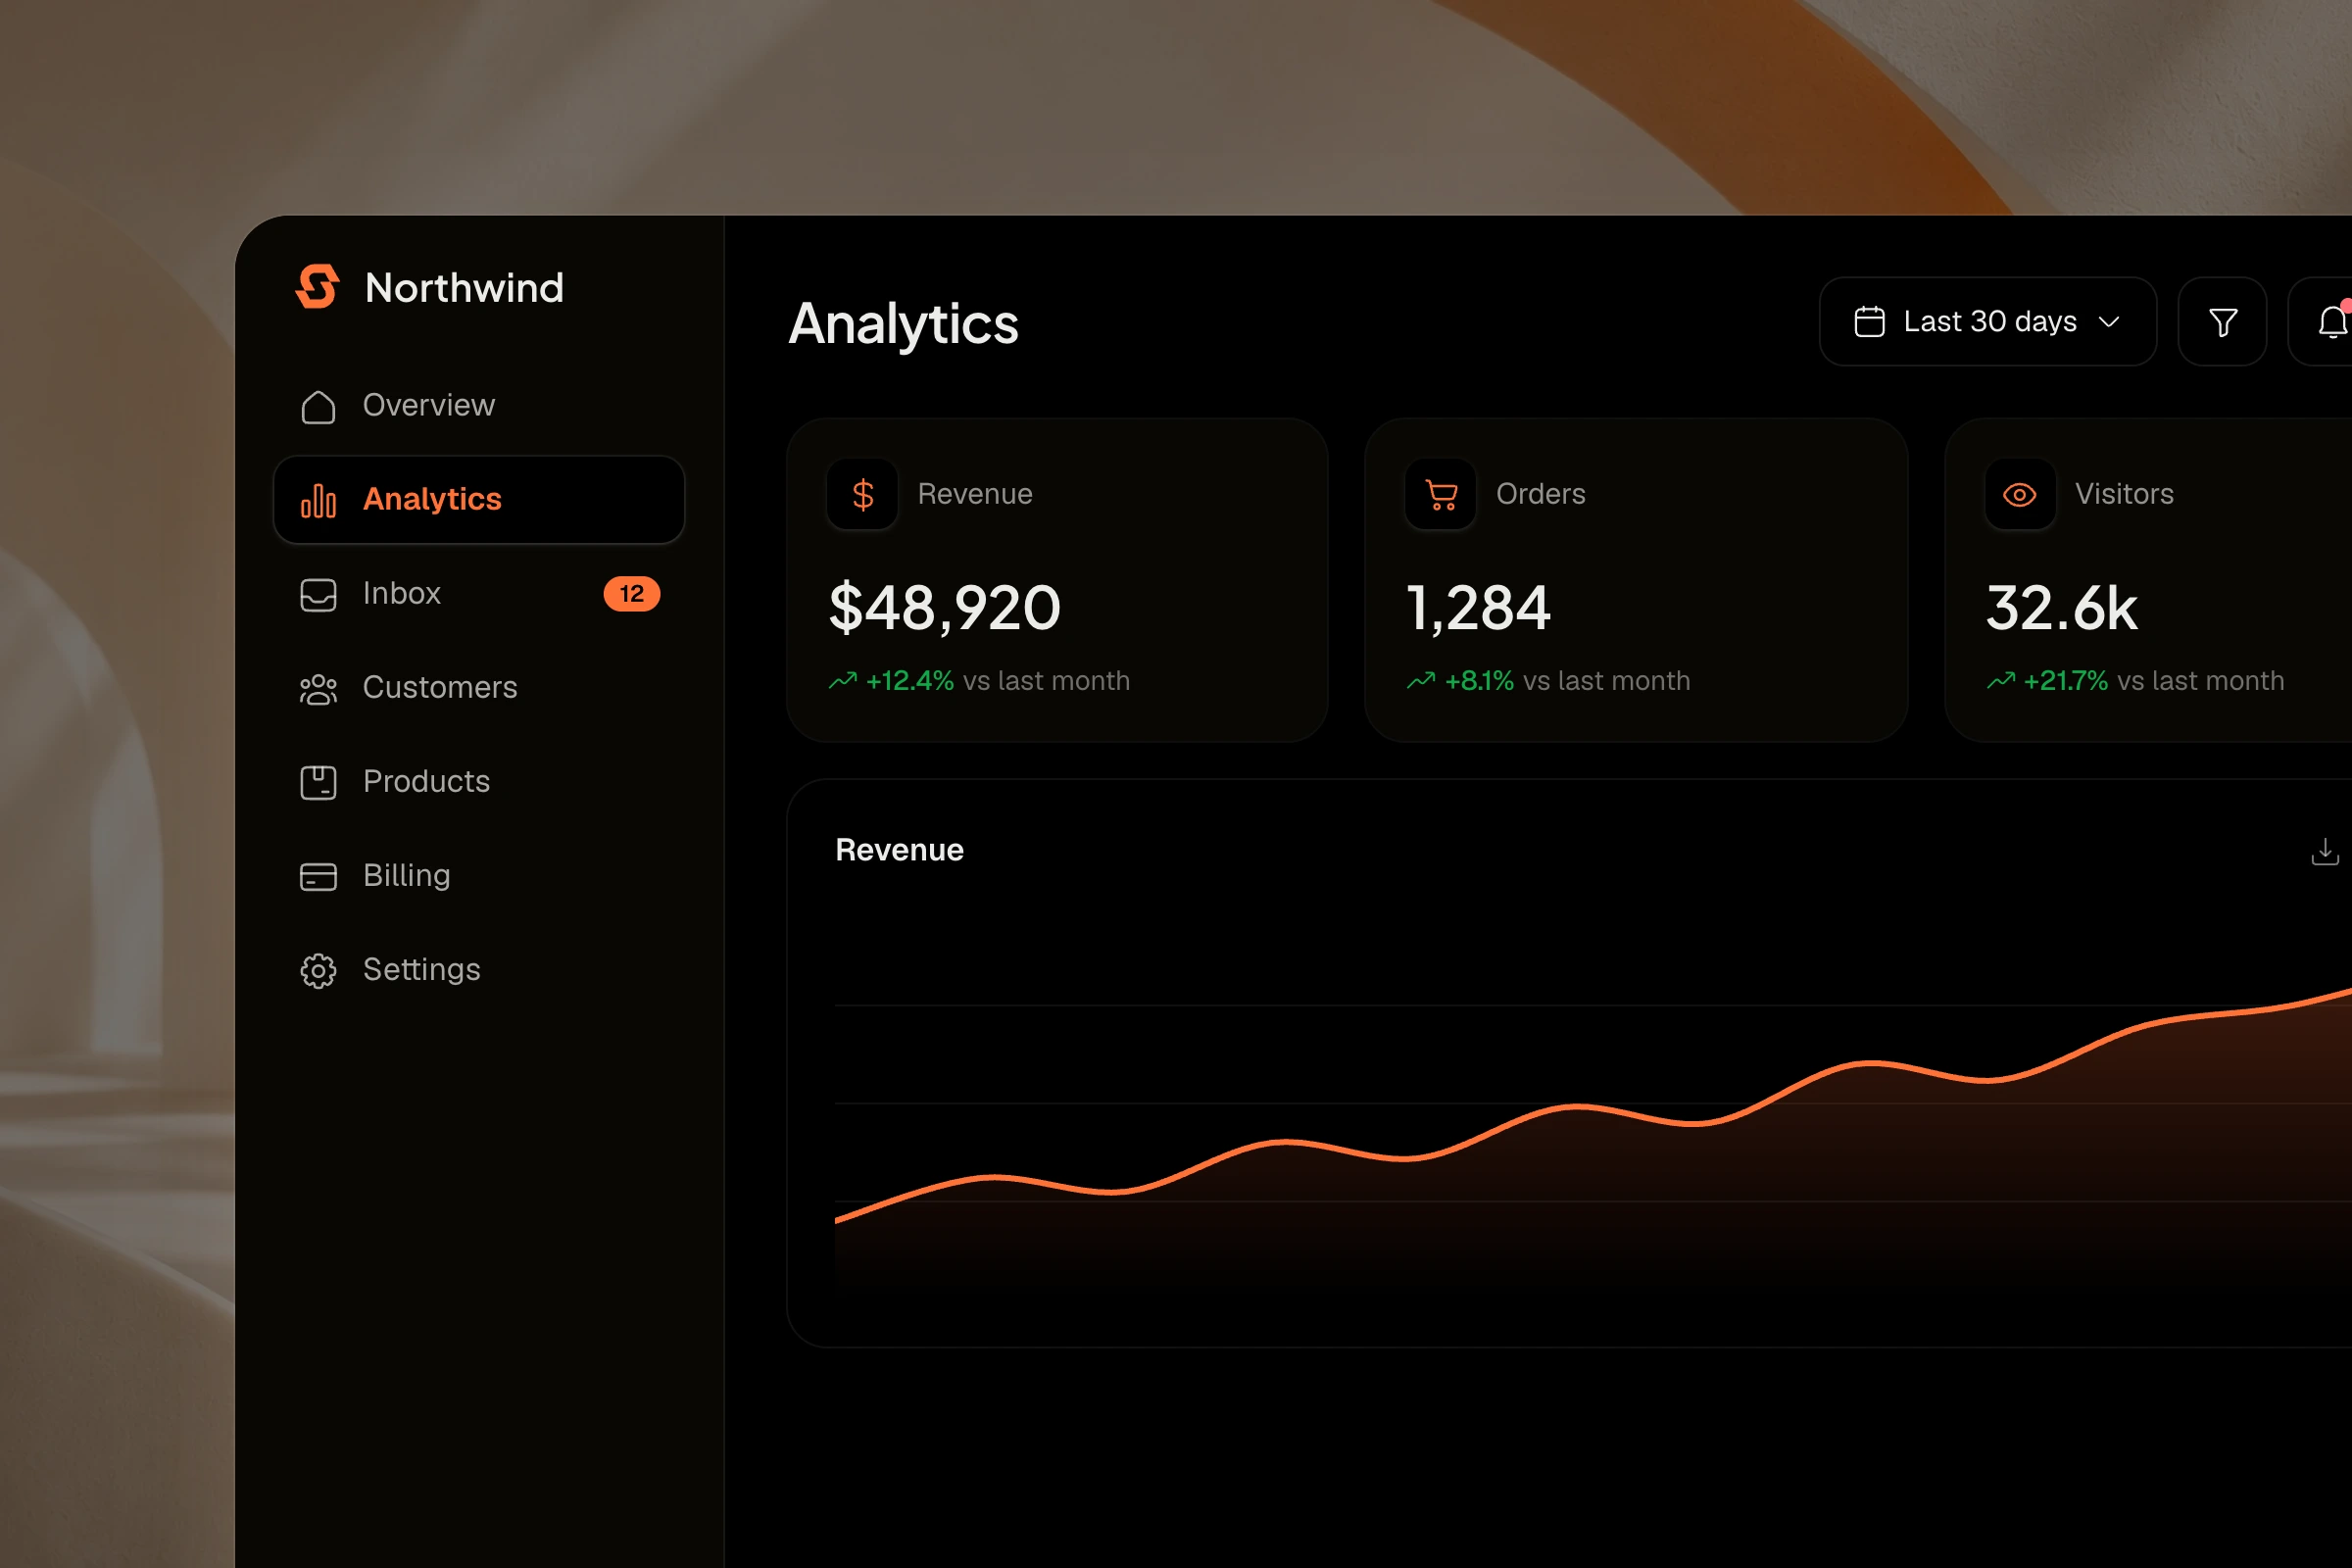 Northwind
Overview
Analytics
Inbox 12
Customers
Products
Billing
Settings
Analytics
Last 30 days
Revenue
$48,920
+12.4% vs last month
Orders
1,284
+8.1% vs last month
Visitors
32.6k
+21.7% vs last month
Revenue